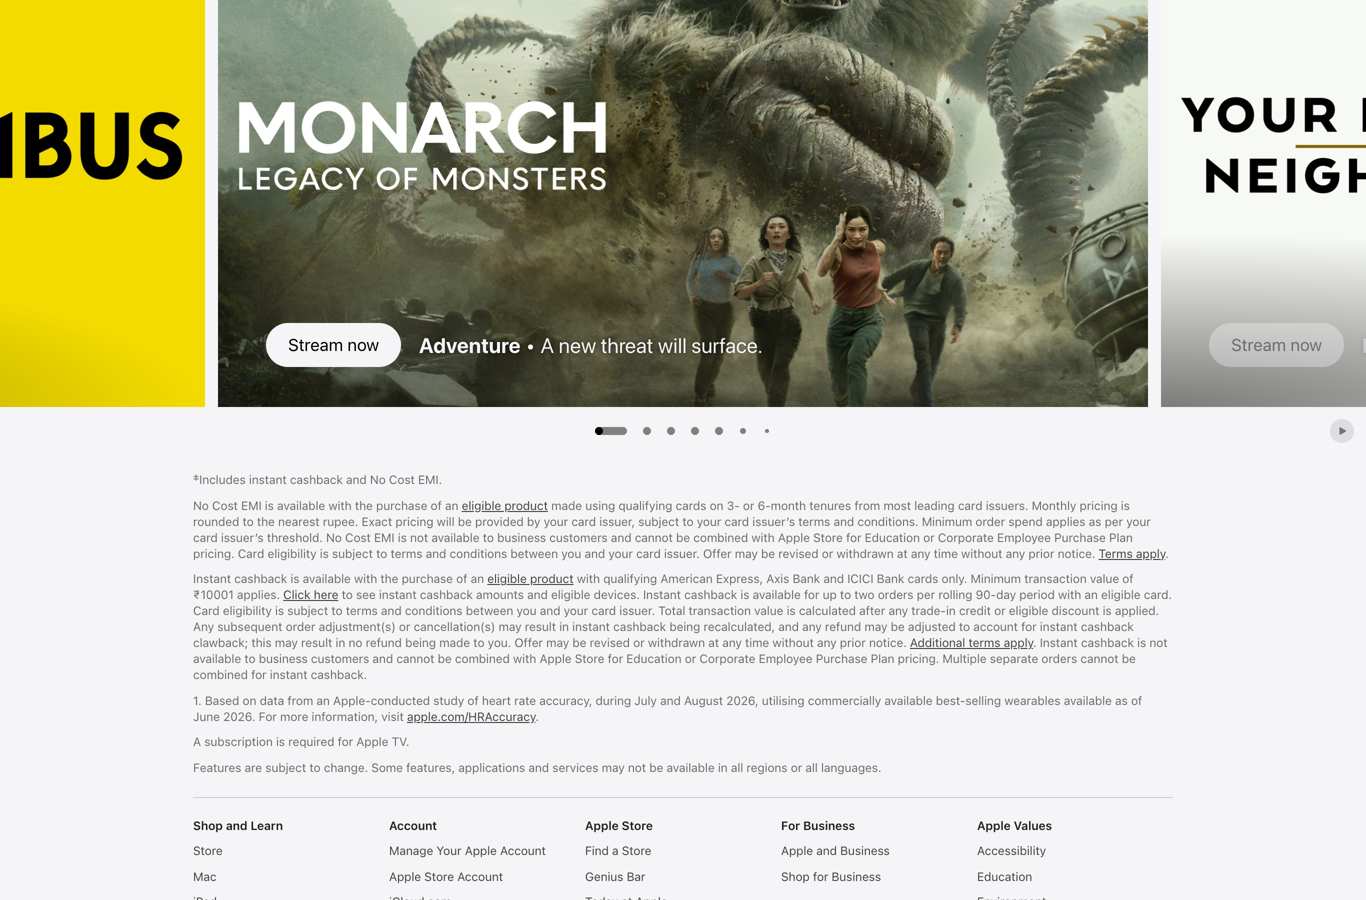 MONARCH
LEGACY OF MONSTERS
Stream now
Adventure • A new threat will surface.
YOUR
Stream now
‡Includes instant cashback and No Cost EMI.
No Cost EMI is available with the purchase of an eligible product made using qualifying cards on 3- or 6-month tenures from most leading card issuers. Monthly pricing is
rounded to the nearest rupee. Exact pricing will be provided by your card issuer, subject to your card issuer's terms and conditions. Minimum order spend applies as per your
card issuer's threshold. No Cost EMI is not available to business customers and cannot be combined with Apple Store for Education or Corporate Employee Purchase Plan
pricing. Card eligibility is subject to terms and conditions between you and your card issuer. Offer may be revised or withdrawn at any time without any prior notice. Terms apply.
Instant cashback is available with the purchase of an eligible product with qualifying American Express, Axis Bank and ICICI Bank cards only. Minimum transaction value of
₹10001 applies. Click here to see instant cashback amounts and eligible devices. Instant cashback is available for up to two orders per rolling 90-day period with an eligible card.
Card eligibility is subject to terms and conditions between you and your card issuer. Total transaction value is calculated after any trade-in credit or eligible discount is applied.
Any subsequent order adjustment(s) or cancellation(s) may result in instant cashback being recalculated, and any refund may be adjusted to account for instant cashback
clawback; this may result in no refund being made to you. Offer may be revised or withdrawn at any time without any prior notice. Additional terms apply. Instant cashback is not
available to business customers and cannot be combined with Apple Store for Education or Corporate Employee Purchase Plan pricing. Multiple separate orders cannot be
combined for instant cashback.
1. Based on data from an Apple-conducted study of heart rate accuracy, during July and August 2026, utilising commercially available best-selling wearables available as of
June 2026. For more information, visit apple.com/HRAccuracy.
A subscription is required for Apple TV.
Features are subject to change. Some features, applications and services may not be available in all regions or all languages.
Shop and Learn
Store
Mac
Account
Manage Your Apple Account
Apple Store Account
Apple Store
Find a Store
Genius Bar
For Business
Apple and Business
Shop for Business
Apple Values
Accessibility
Education